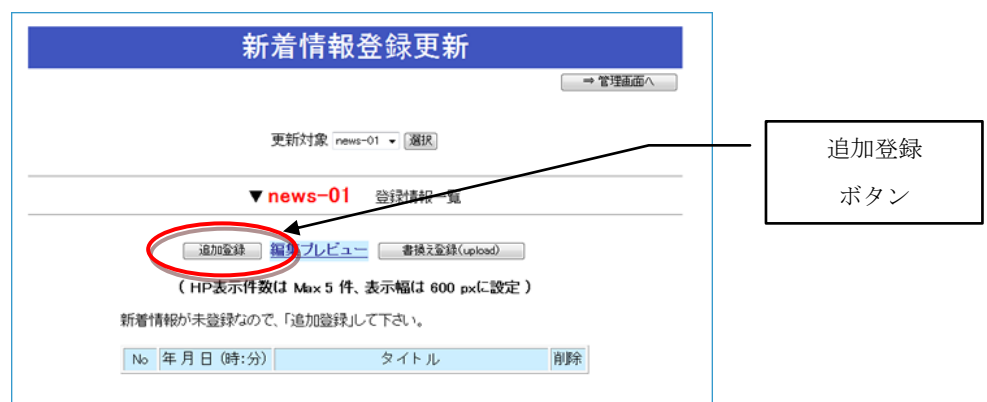 新着情報登録更新
⇒ 管理画面へ
更新対象 news-01 選択
▼news-01 登録情報一覧
追加登録 編集プレビュー 書換え登録(upload)
( HP表示件数は Max 5 件、表示幅は 600 pxに設定 )
新着情報が未登録なので、「追加登録」して下さい。
No 年月日 (時:分) タイトル 削除
追加登録
ボタン